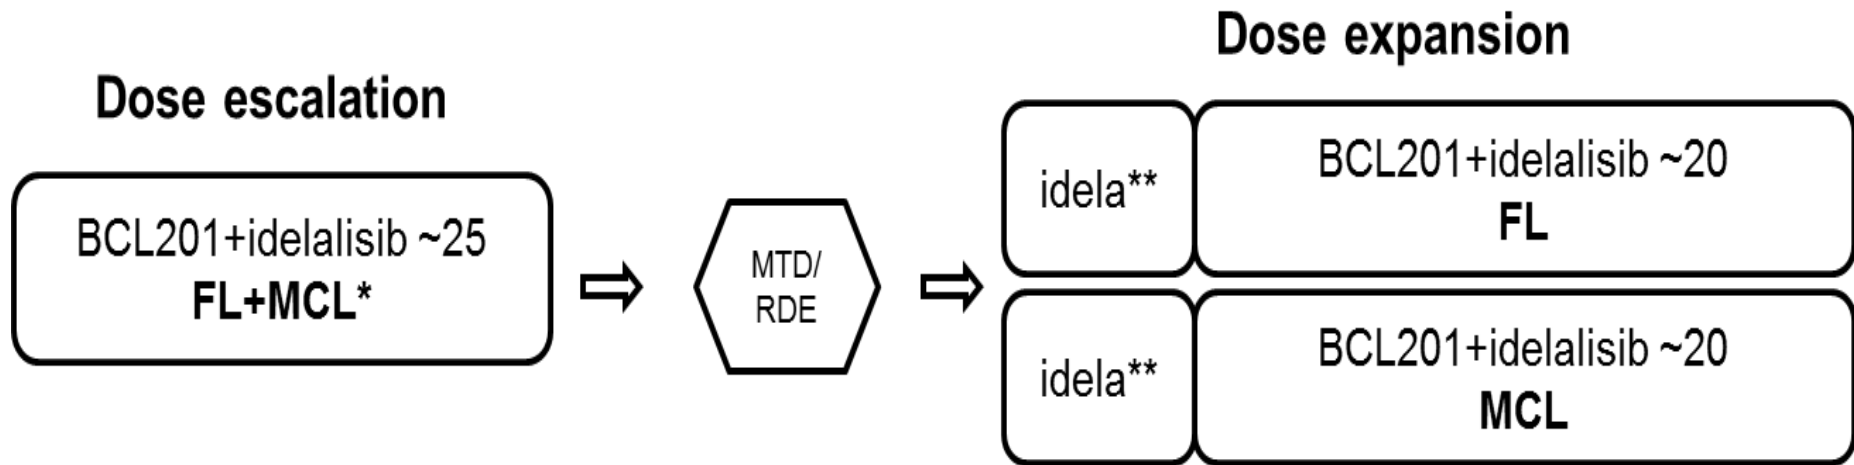 Dose escalation
BCL201+idelalisib ~25
FL+MCL*
MTD/
RDE
Dose expansion
idela**
BCL201+idelalisib ~20
FL
idela**
BCL201+idelalisib ~20
MCL